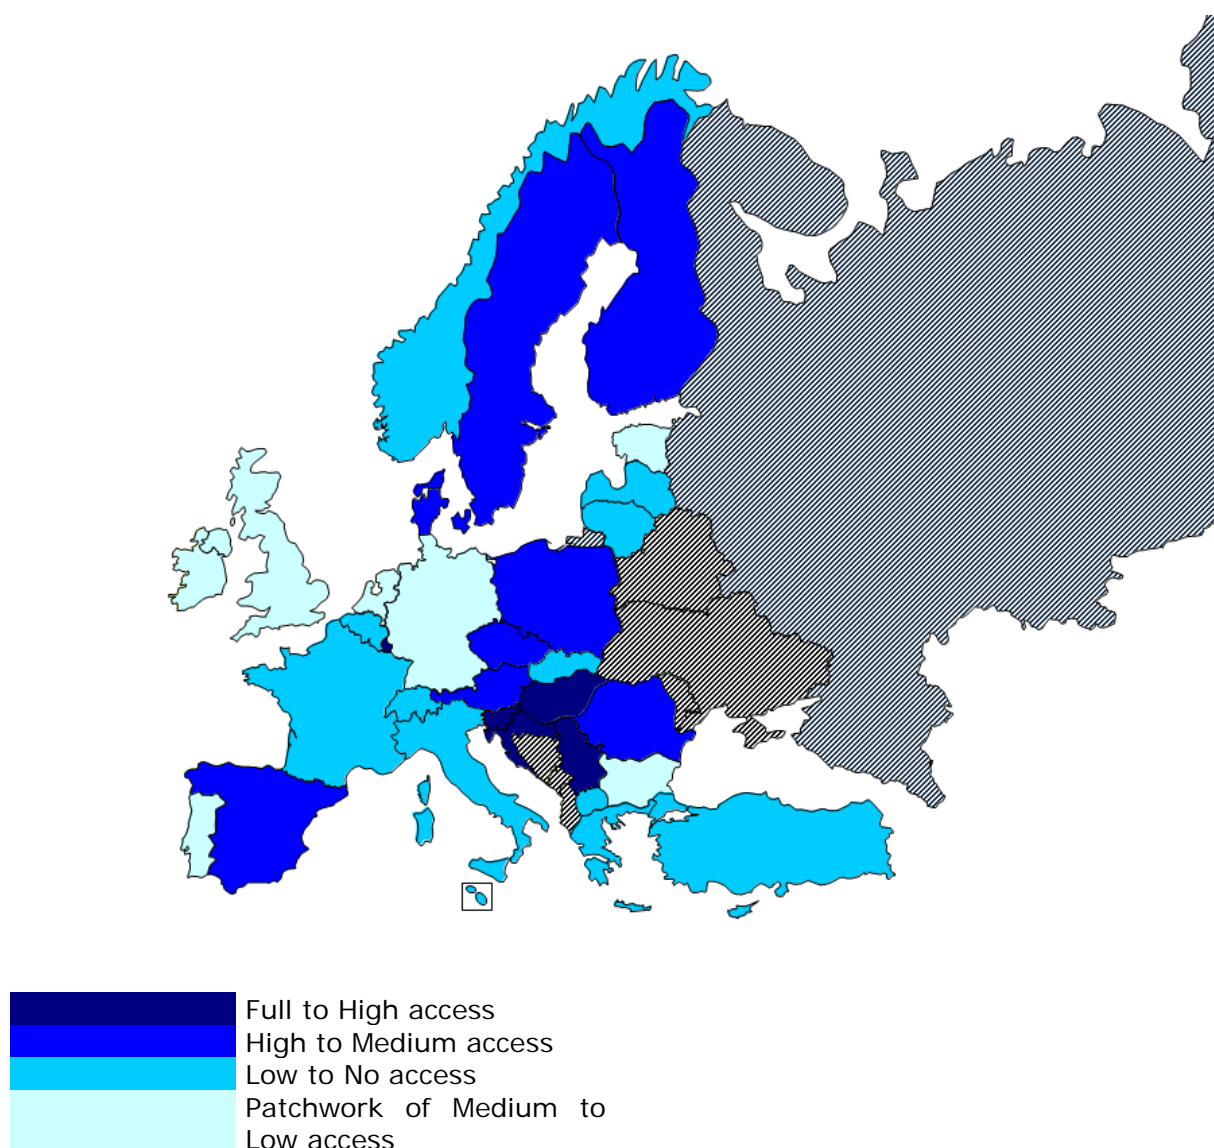 Full to High access
High to Medium access
Low to No access
Patchwork of Medium to
Low access